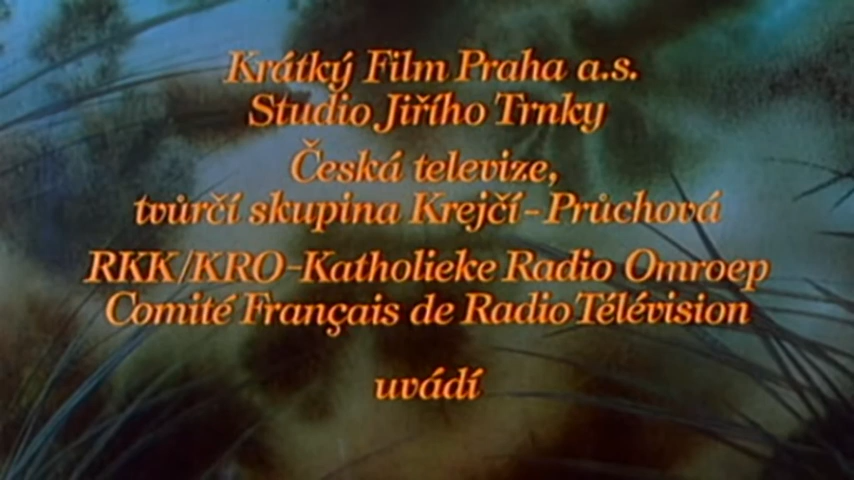 Krátký Film Praha a.s.
Studio Jiřího Trnky
Česká televize,
tvůrčí skupina Krejčí-Průchová
RKK/KRO-Katholieke Radio Omroep
Comité Français de Radio Télévision
uvádí